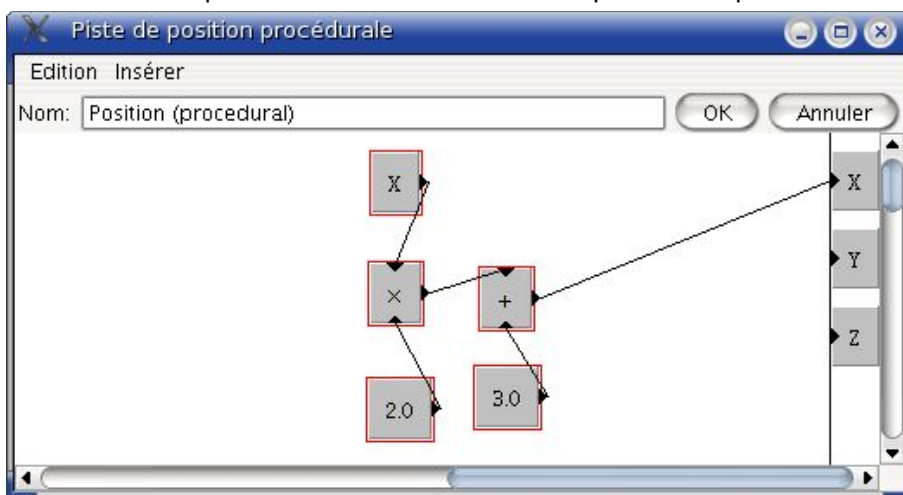 Piste de position procédurale
Edition Insérer
Nom: Position (procedural) OK Annuler
X X
Y
× +
Z
2.0 3.0